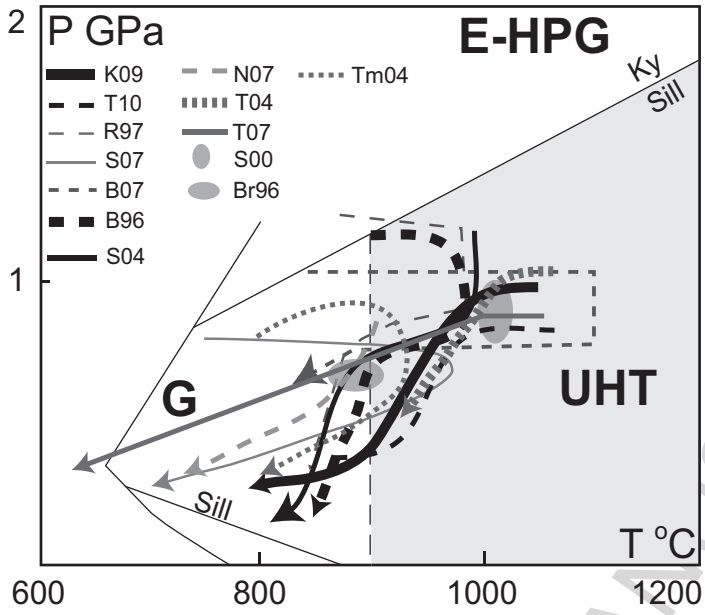 2
P GPa
E-HPG
K09
N07
Tm04
T10
T04
R97
T07
S07
S00
B07
Br96
B96
S04
Ky
Sill
1
G
UHT
Sill
T °C
600
800
1000
1200